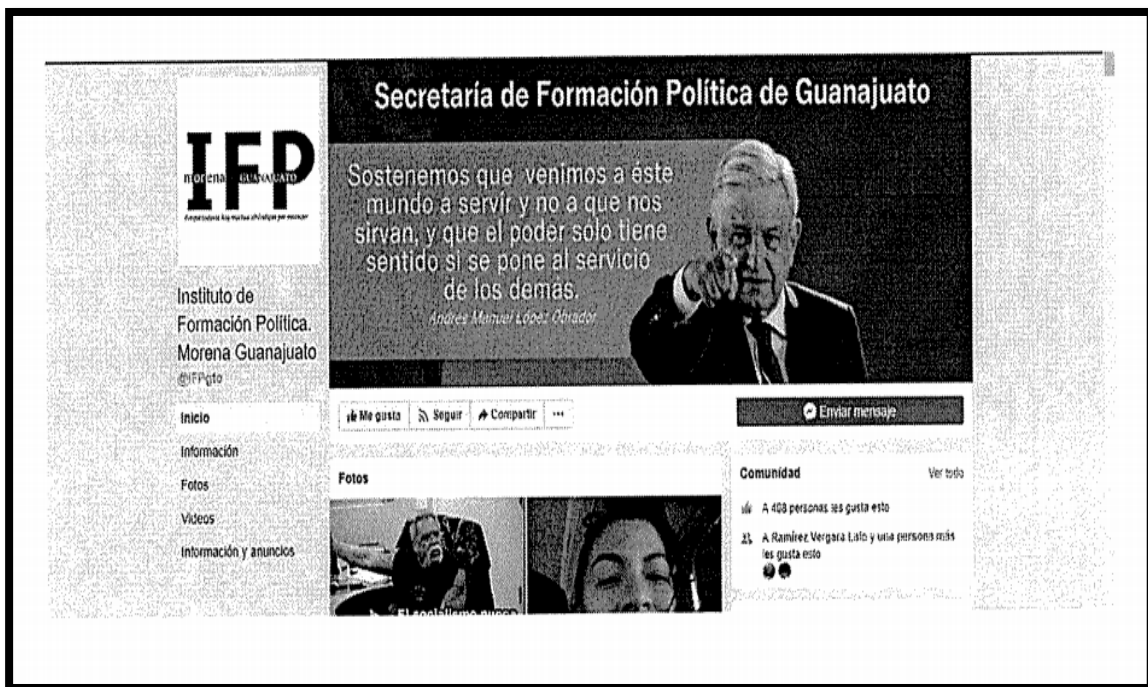 Secretaría de Formación Política de Guanajuato
IFP
morena GUANAJUATO
Sostenemos que venimos a éste
mundo a servir y no a que nos
sirvan, y que el poder solo tiene
sentido si se pone al servicio
de los demas.
Andrés Manuel López Obrador
Instituto de
Formación Política.
Morena Guanajuato
@IFPgto
Inicio
Información
Fotos
Videos
Información y anuncios
Me gusta
Seguir
Compartir
Enviar mensaje
Fotos
El socialismo nunca
Comunidad
Ver todo
A 408 personas les gusta esto
A Ramírez Vergara Lalo y una persona más
les gusta esto